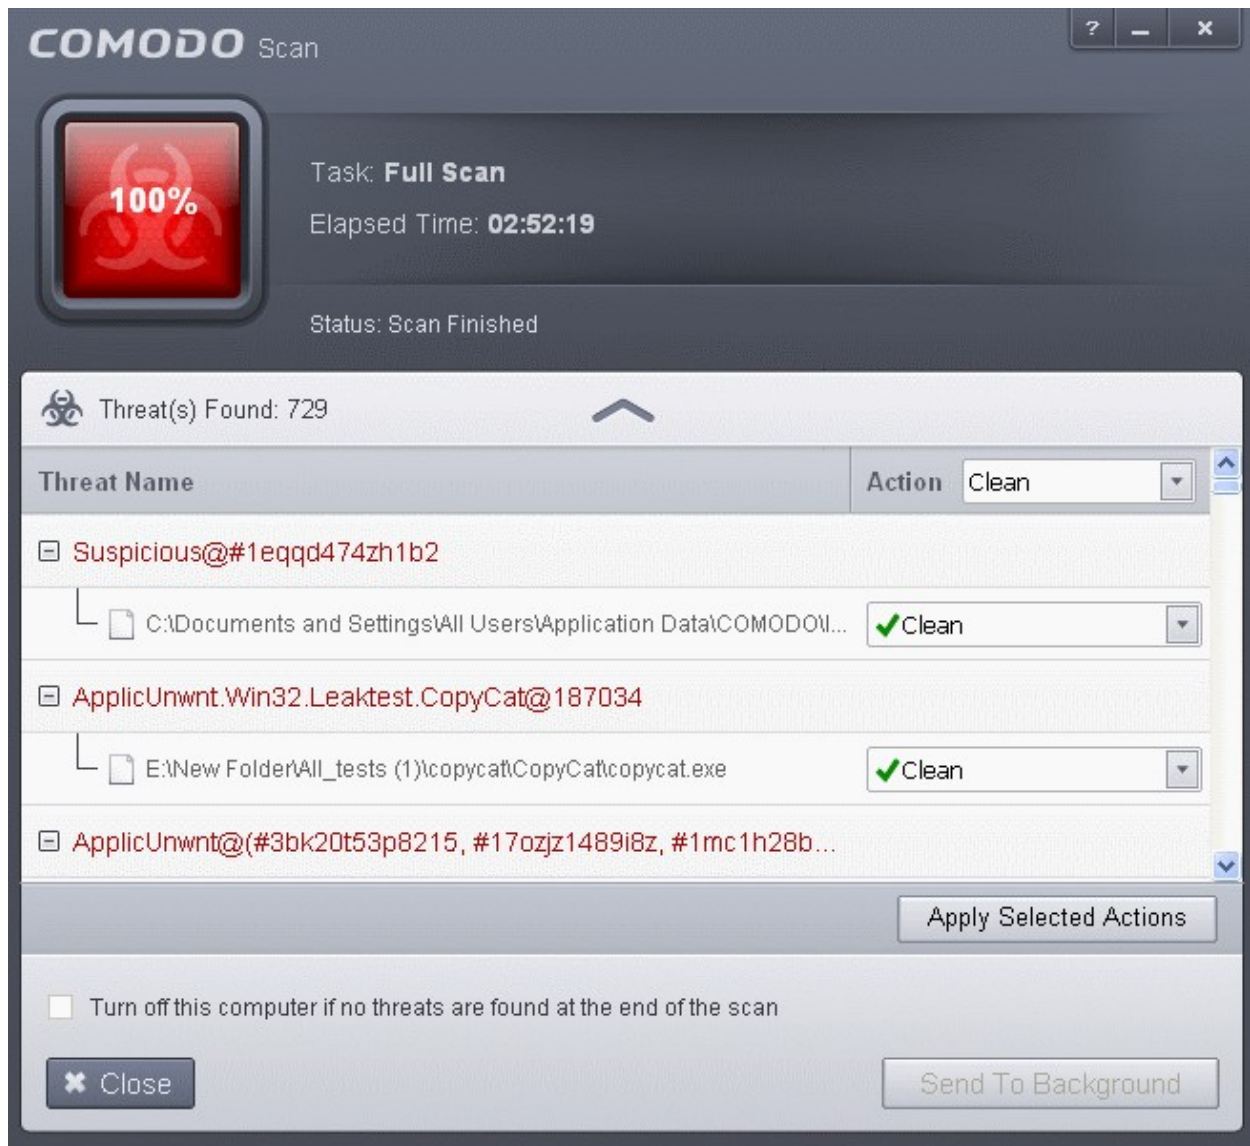 COMODO Scan
?
100%
Task: Full Scan
Elapsed Time: 02:52:19
Status: Scan Finished
Threat(s) Found: 729
Threat Name Action Clean
Suspicious@#1eqqd474zh1b2
C:\Documents and Settings\All Users\Application Data\COMODO\I... Clean
ApplicUnwnt.Win32.Leaktest.CopyCat@187034
E:\New Folder\All_tests (1)\copycat\CopyCat\copycat.exe Clean
ApplicUnwnt@(#3bk20t53p8215, #17ozjz1489i8z, #1mc1h28b...
Apply Selected Actions
Turn off this computer if no threats are found at the end of the scan
Close Send To Background